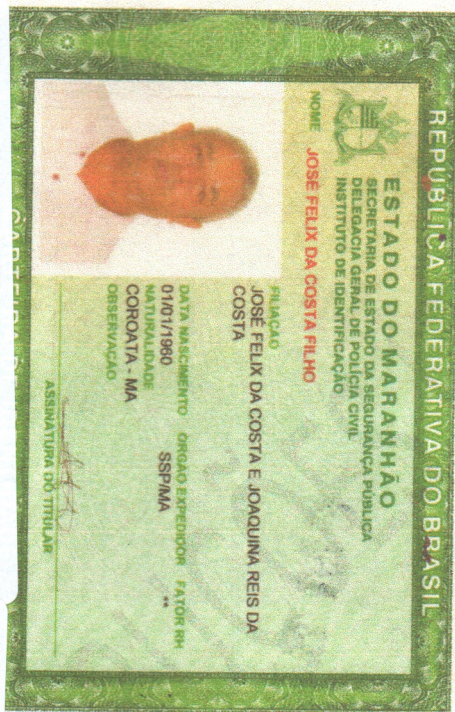 REPÚBLICA FEDERATIVA DO BRASIL
ESTADO DO MARANHÃO
SECRETARIA DE ESTADO DA SEGURANÇA PÚBLICA
DELEGACIA GERAL DE POLÍCIA CIVIL
INSTITUTO DE IDENTIFICAÇÃO
NOME JOSÉ FELIX DA COSTA FILHO
FILIAÇÃO
JOSÉ FELIX DA COSTA E JOAQUINA REIS DA
COSTA
DATA NASCIMENTO ÓRGÃO EXPEDIDOR FATOR RH
01/01/1960 SSP/MA **
NATURALIDADE
COROATA - MA
OBSERVAÇÃO
ASSINATURA DO TITULAR